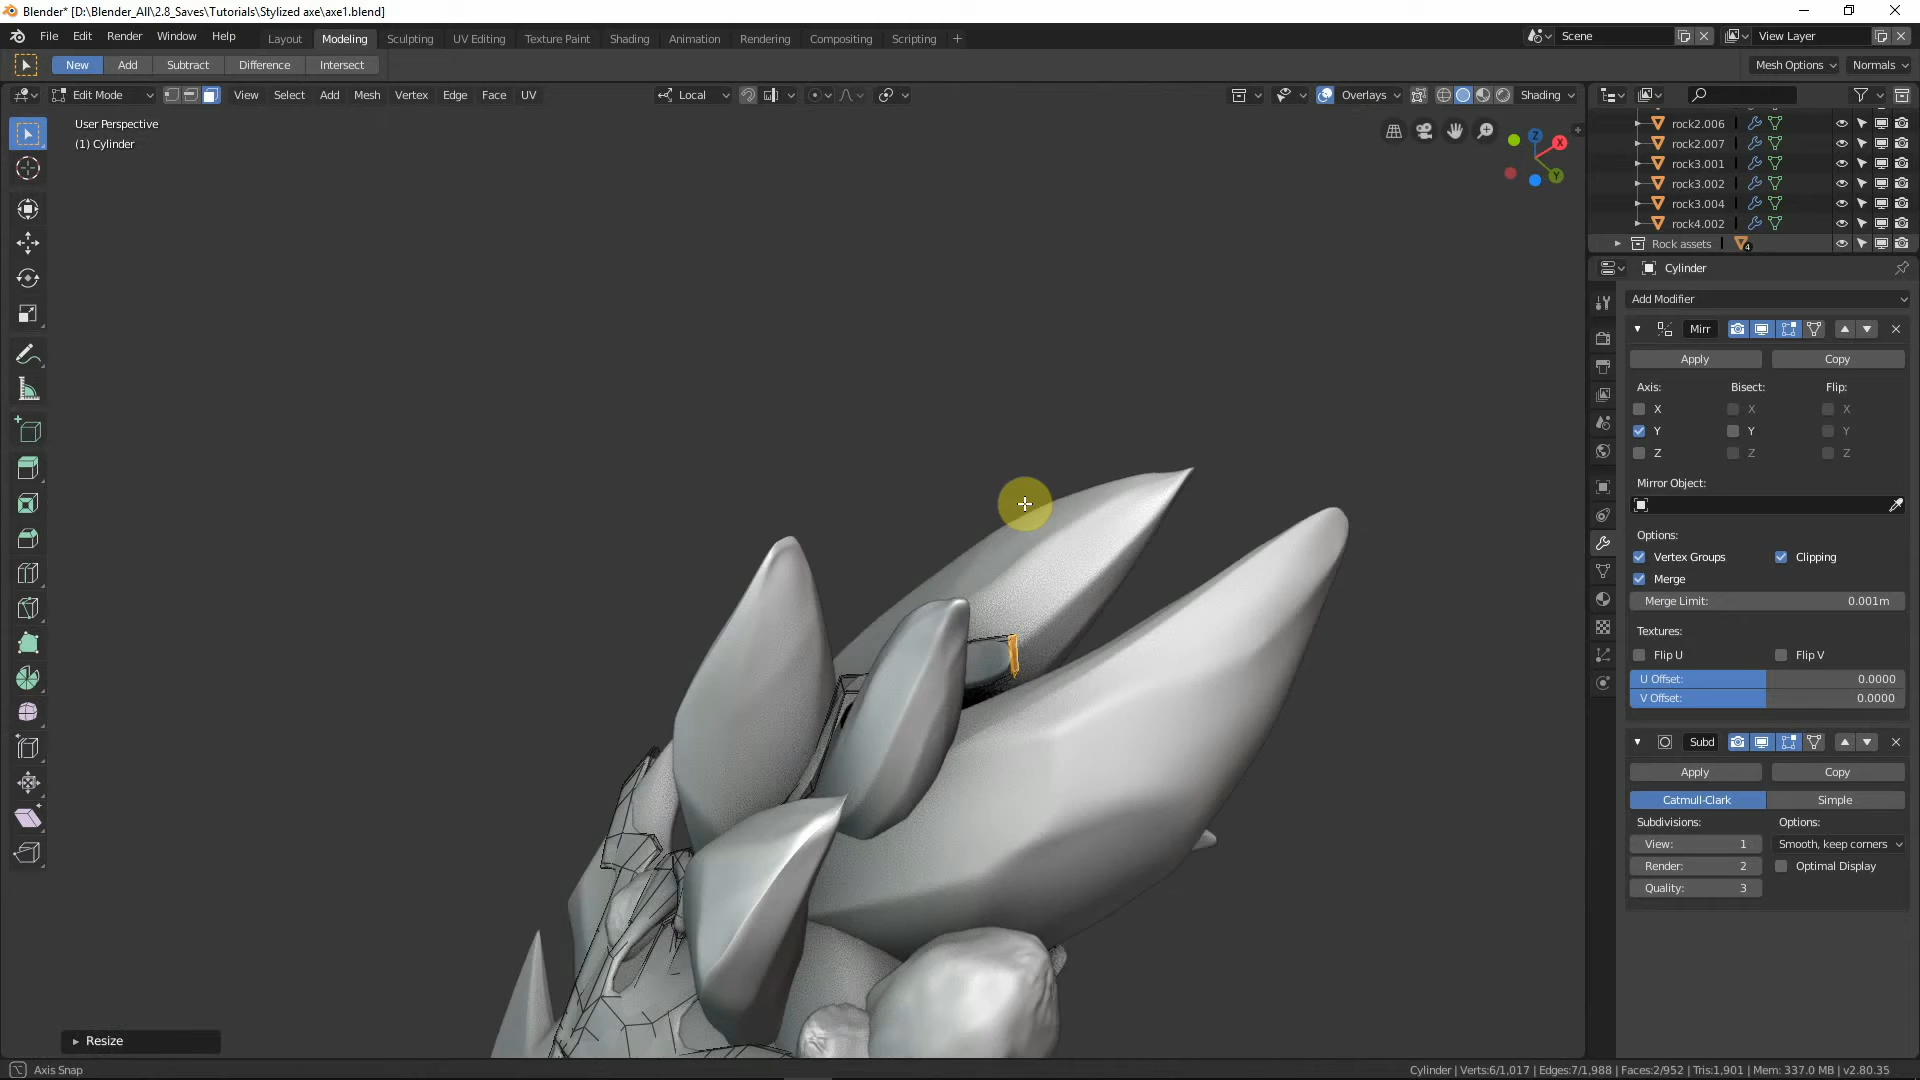 Blender* [D:\Blender_All\2.8_Saves\Tutorials\Stylized axe\axe1.blend]
File Edit Render Window Help Layout Modeling Sculpting UV Editing Texture Paint Shading Animation Rendering Compositing Scripting Scene View Layer
New Add Subtract Difference Intersect Mesh Options Normals
Edit Mode View Select Add Mesh Vertex Edge Face UV Local Overlays Shading
User Perspective
(1) Cylinder
X
Y
Z
rock2.006
rock2.007
rock3.001
rock3.002
rock3.004
rock4.002
Rock assets 4
Cylinder
Add Modifier
Mirr
Apply Copy
Axis: Bisect: Flip:
X X X
Y Y Y
Z Z Z
Mirror Object:
Options:
Vertex Groups Clipping
Merge
Merge Limit: 0.001m
Textures:
Flip U Flip V
U Offset: 0.0000
V Offset: 0.0000
Subd
Apply Copy
Catmull-Clark Simple
Subdivisions: Options:
View: 1 Smooth, keep corners
Render: 2 Optimal Display
Quality: 3
Resize
Axis Snap
Cylinder | Verts:6/1,017 | Edges:7/1,988 | Faces:2/952 | Tris:1,901 | Mem: 337.0 MB | v2.80.35